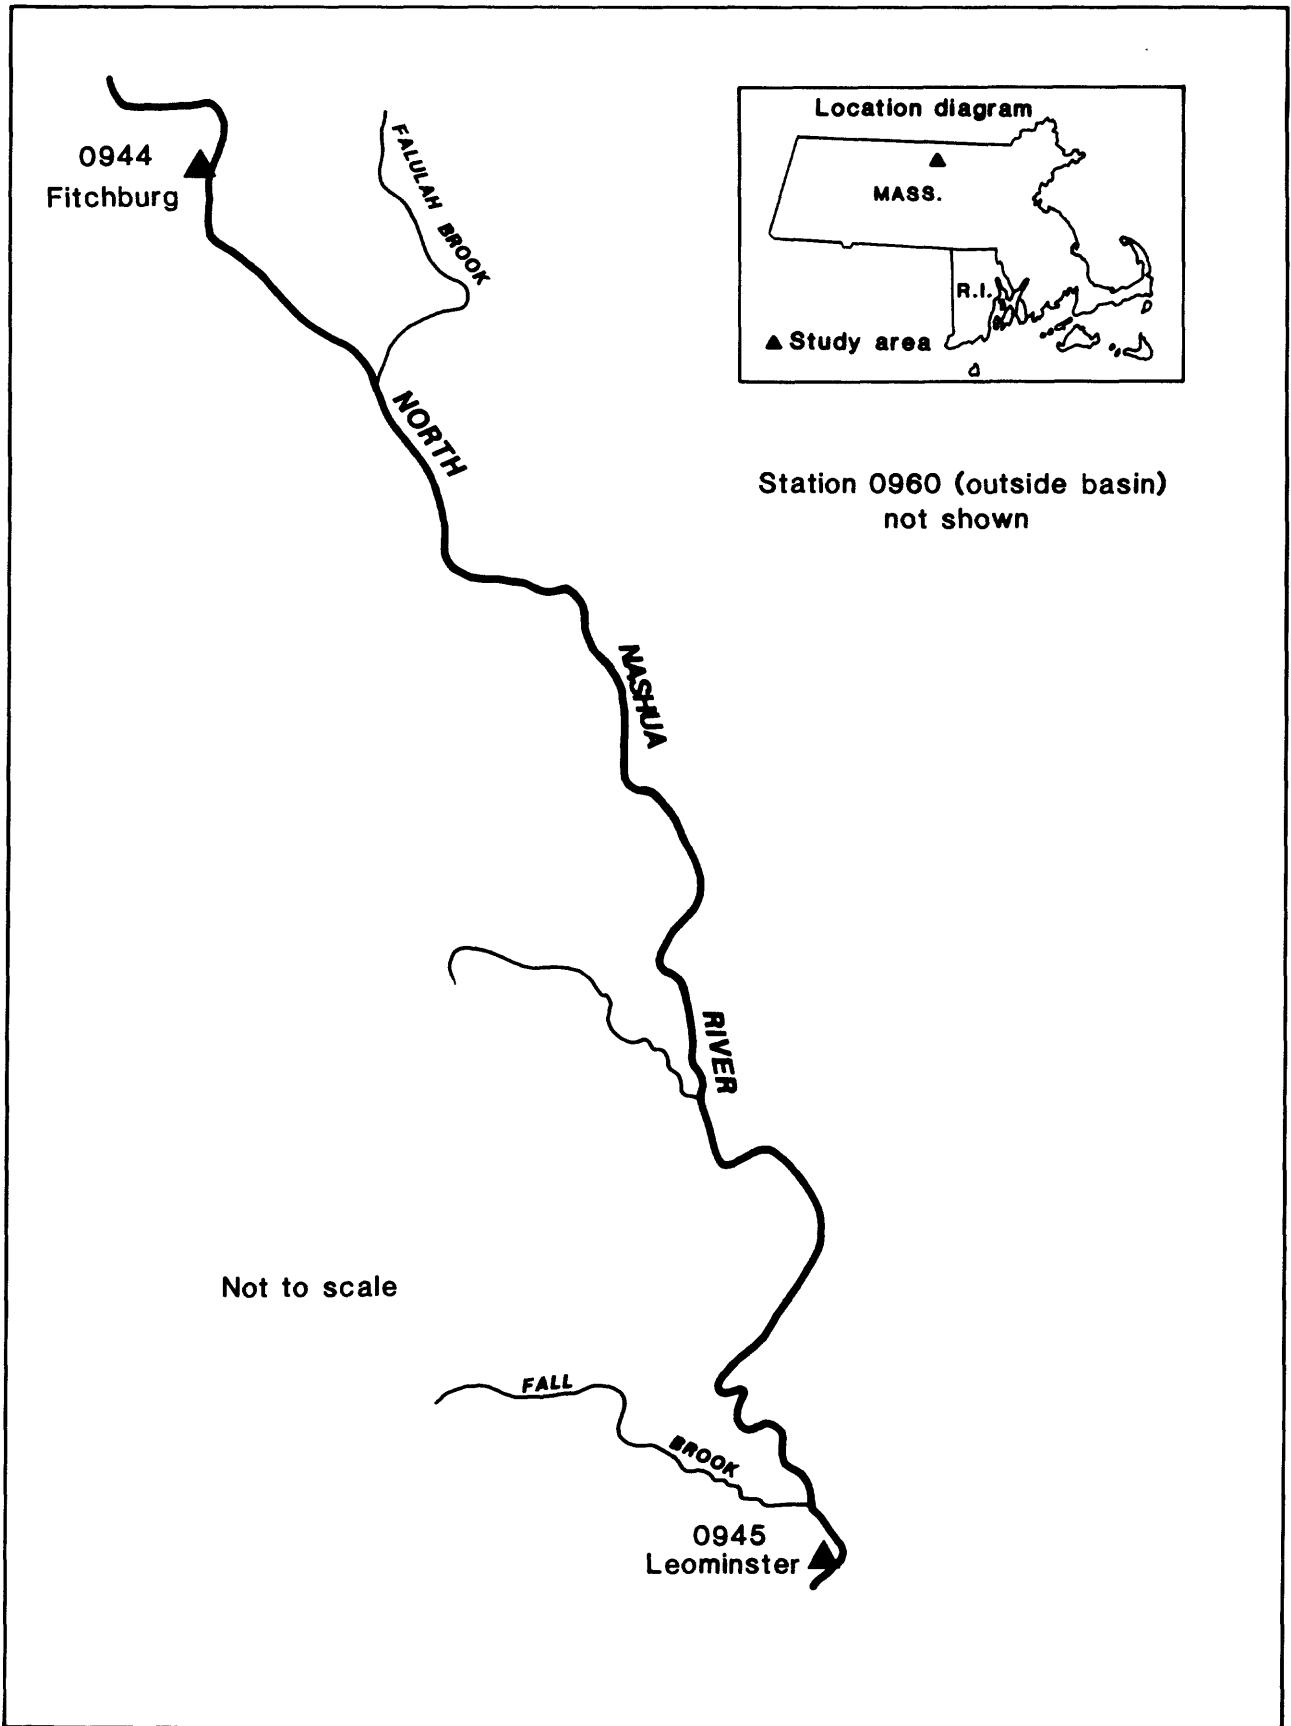 Location diagram
MASS.
R.I.
Study area
0944
Fitchburg
FALULAH BROOK
NORTH
Station 0960 (outside basin)
not shown
NASHUA
RIVER
Not to scale
FALL
BROOK
0945
Leominster